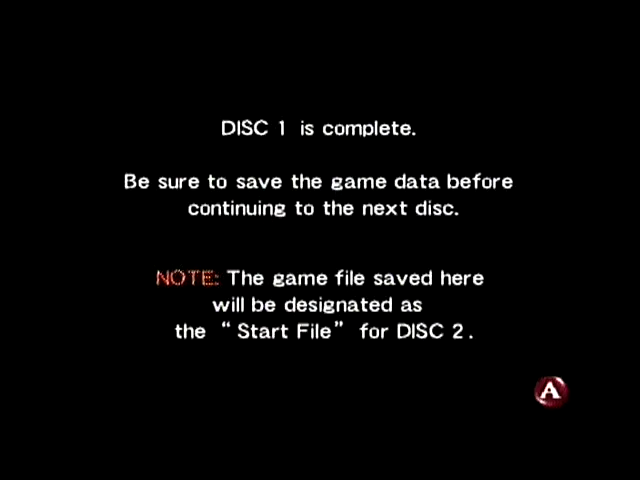 DISC 1 is complete.
Be sure to save the game data before
continuing to the next disc.
NOTE: The game file saved here
will be designated as
the “Start File” for DISC 2.
A